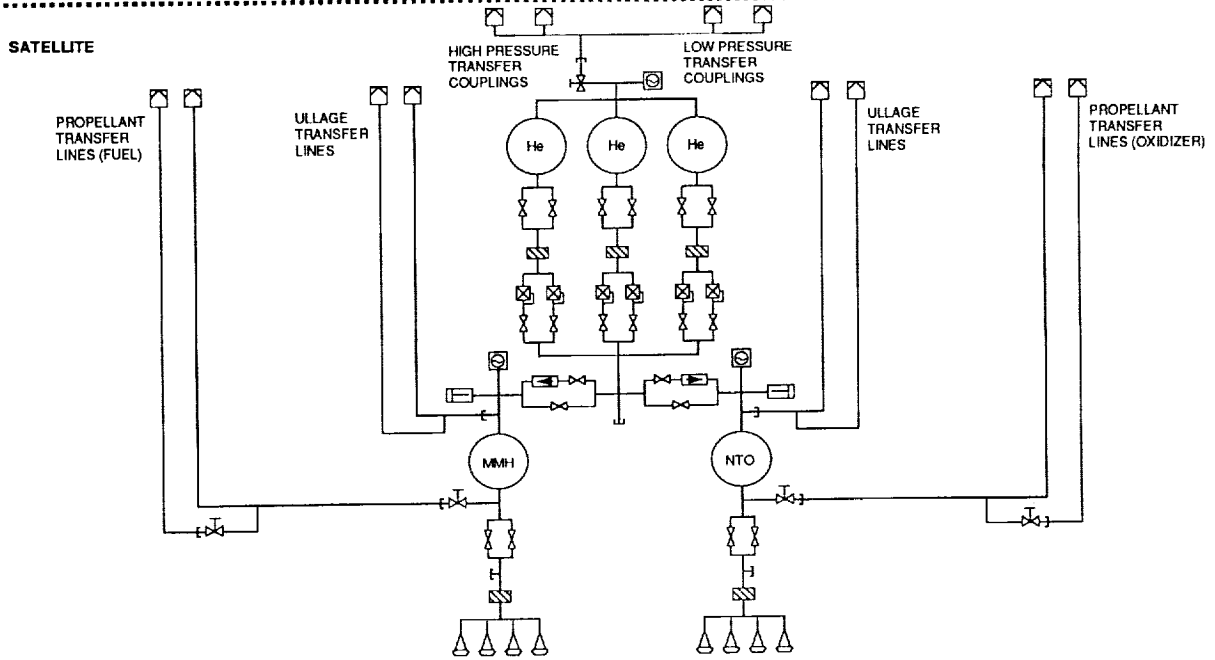 SATELLITE
HIGH PRESSURE
TRANSFER
COUPLINGS
LOW PRESSURE
TRANSFER
COUPLINGS
PROPELLANT
TRANSFER
LINES (FUEL)
ULLAGE
TRANSFER
LINES
ULLAGE
TRANSFER
LINES
PROPELLANT
TRANSFER
LINES (OXIDIZER)
He
He
He
MMH
NTO